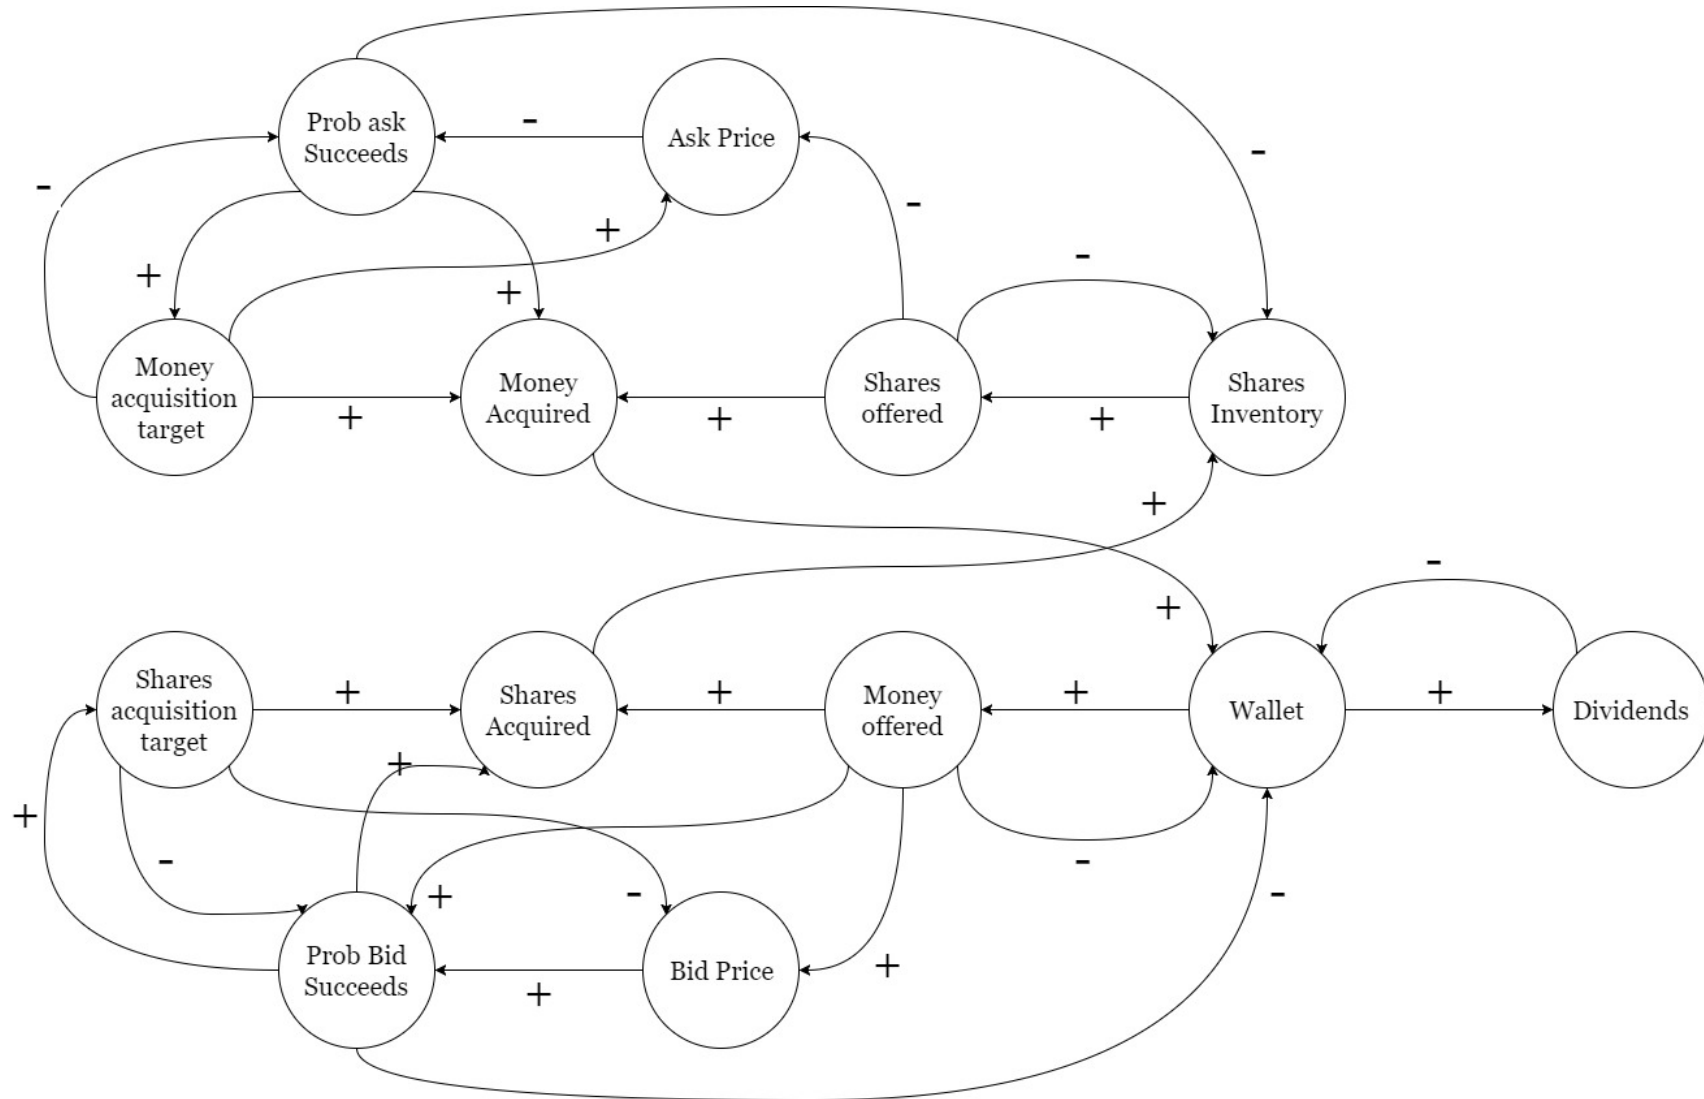 -
Prob ask
Succeeds
-
Ask Price
-
-
-
+
+
+
-
Money
acquisition
target
+
Money
Acquired
+
Shares
offered
+
Shares
Inventory
+
+
-
Shares
acquisition
target
+
Shares
Acquired
+
Money
offered
+
Wallet
+
Dividends
+
+
-
+
-
-
-
Prob Bid
Succeeds
+
Bid Price
+